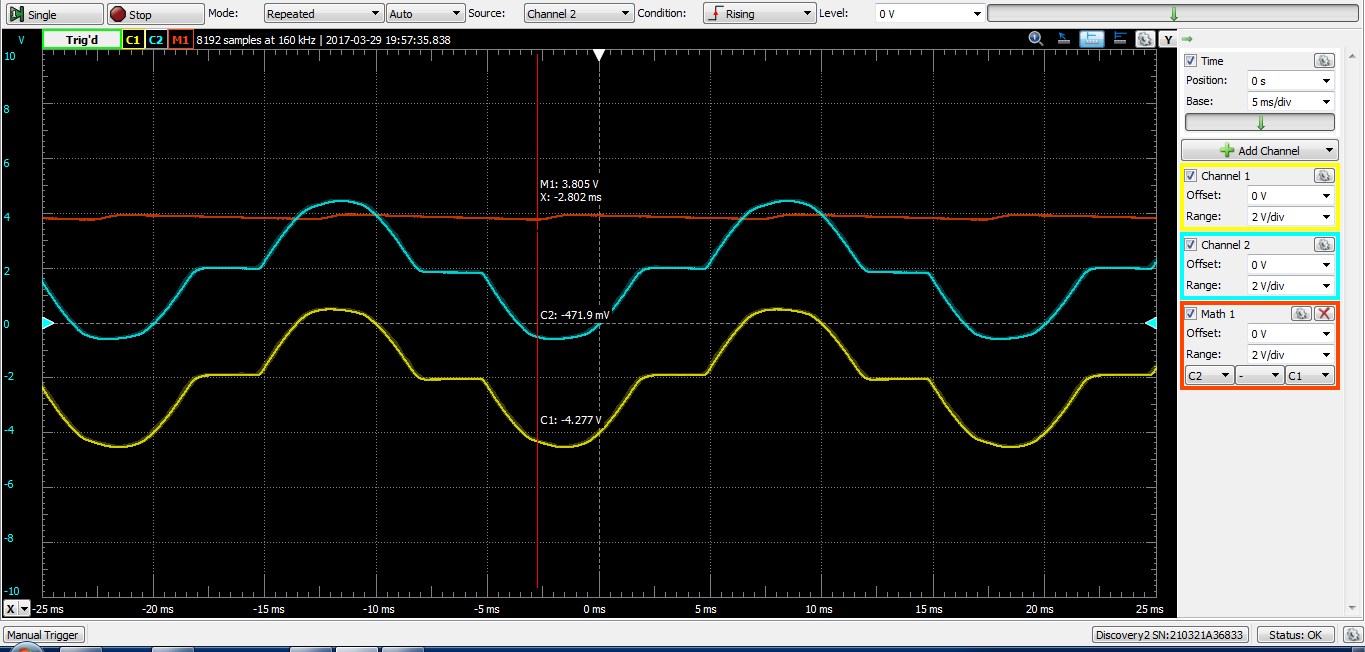 Single Stop Mode: Repeated Auto Source: Channel 2 Condition: Rising Level: 0 V
V Trig'd C1 C2 M1 8192 samples at 160 kHz | 2017-03-29 19:57:35.838 Y
10
8
6
4
2
0
-2
-4
-6
-8
-10
M1: 3.805 V
X: -2.802 ms
C2: -471.9 mV
C1: -4.277 V
X -25 ms -20 ms -15 ms -10 ms -5 ms 0 ms 5 ms 10 ms 15 ms 20 ms 25 ms
Time
Position: 0 s
Base: 5 ms/div
Add Channel
Channel 1
Offset: 0 V
Range: 2 V/div
Channel 2
Offset: 0 V
Range: 2 V/div
Math 1 X
Offset: 0 V
Range: 2 V/div
C2 - C1
Manual Trigger Discovery2 SN:210321A36833 Status: OK